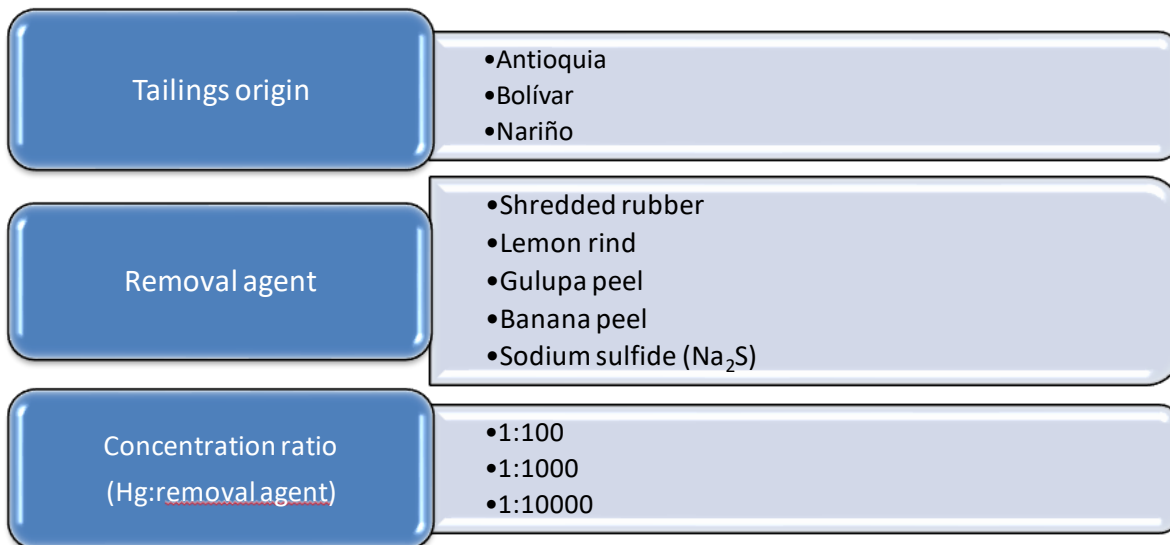 Tailings origin
•Antioquia
•Bolívar
•Nariño
Removal agent
•Shredded rubber
•Lemon rind
•Gulupa peel
•Banana peel
•Sodium sulfide (Na₂S)
Concentration ratio
(Hg:removal agent)
•1:100
•1:1000
•1:10000